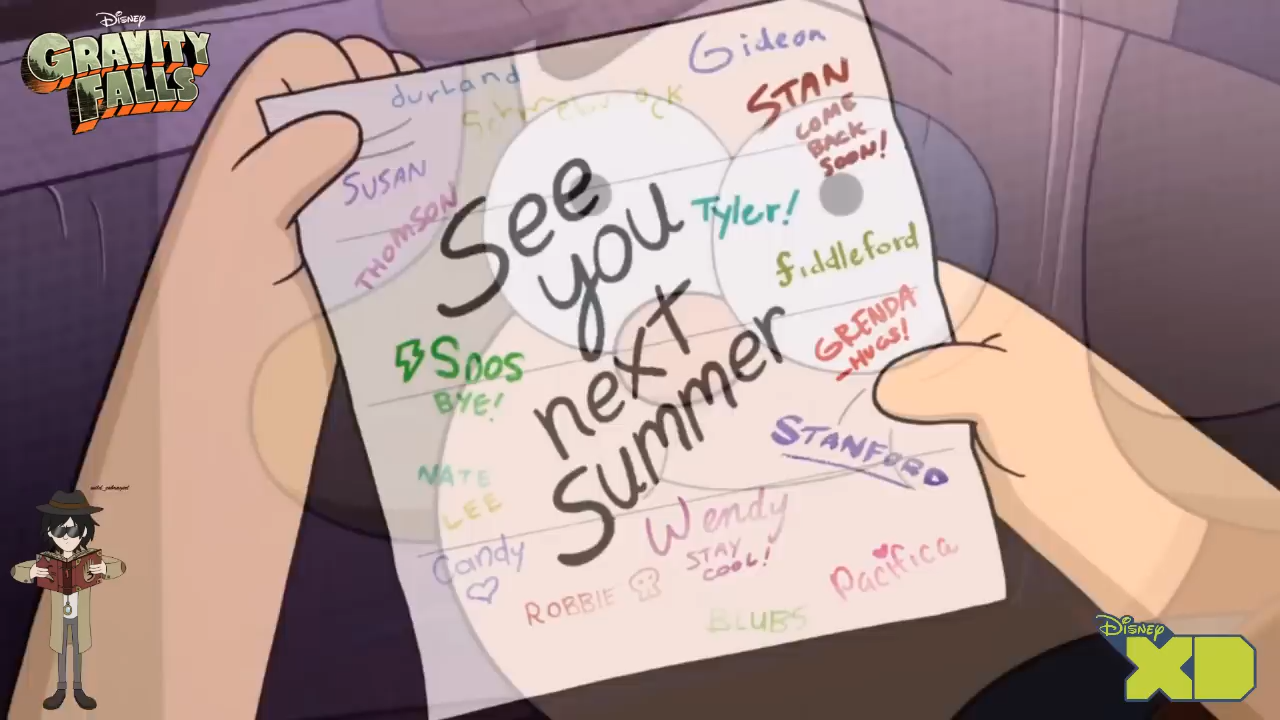 Disney
GRAVITY
FALLS
Gideon
durland
STAN
COME
BACK
SOON!
SUSAN
THOMSON
See
you
next
summer
Tyler!
fiddleford
GRENDA
-HUGS!
SOOS
BYE!
STANFORD
NATE
LEE
Wendy
STAY
COOL!
Candy
Pacifica
ROBBIE
BLUBS
Disney
XD